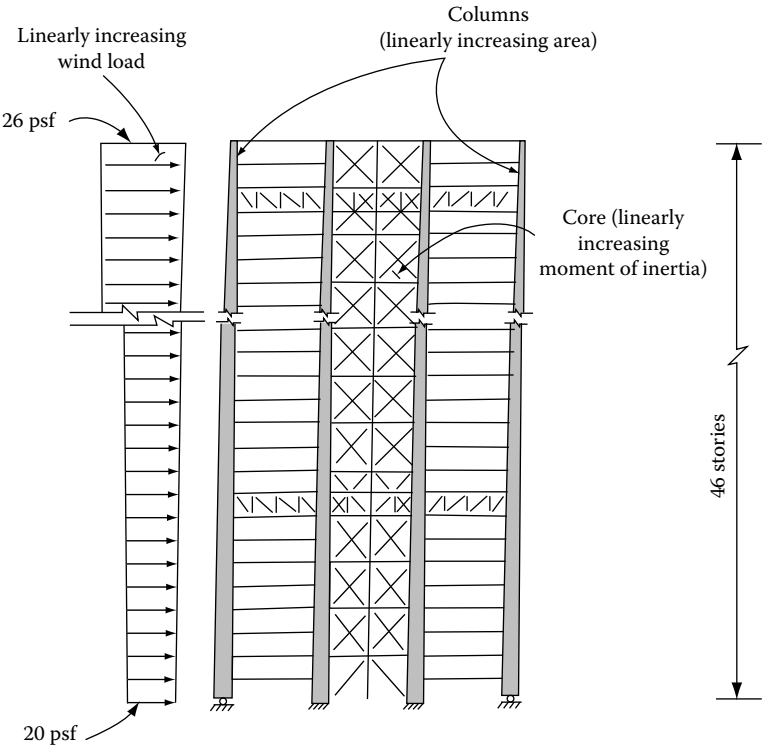 Columns
(linearly increasing area)
Linearly increasing
wind load
26 psf
Core (linearly
increasing
moment of inertia)
46 stories
20 psf